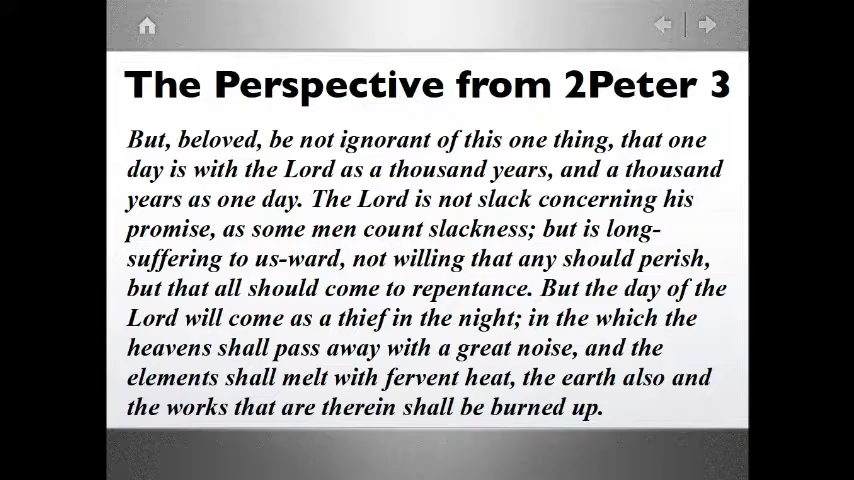 The Perspective from 2Peter 3
But, beloved, be not ignorant of this one thing, that one
day is with the Lord as a thousand years, and a thousand
years as one day. The Lord is not slack concerning his
promise, as some men count slackness; but is long-
suffering to us-ward, not willing that any should perish,
but that all should come to repentance. But the day of the
Lord will come as a thief in the night; in the which the
heavens shall pass away with a great noise, and the
elements shall melt with fervent heat, the earth also and
the works that are therein shall be burned up.